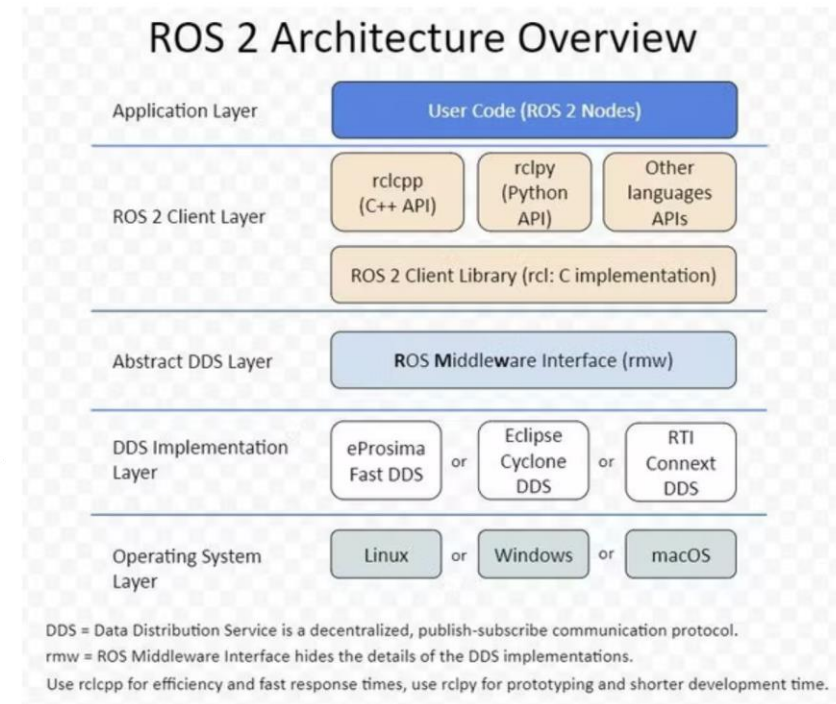 ROS 2 Architecture Overview
Application Layer
User Code (ROS 2 Nodes)
ROS 2 Client Layer
rclcpp
(C++ API)
rclpy
(Python
API)
Other
languages
APIs
ROS 2 Client Library (rcl: C implementation)
Abstract DDS Layer
ROS Middleware Interface (rmw)
DDS Implementation
Layer
eProsima
Fast DDS
or
Eclipse
Cyclone
DDS
or
RTI
Connext
DDS
Operating System
Layer
Linux
or
Windows
or
macOS
DDS = Data Distribution Service is a decentralized, publish-subscribe communication protocol.
rmw = ROS Middleware Interface hides the details of the DDS implementations.
Use rclcpp for efficiency and fast response times, use rclpy for prototyping and shorter development time.